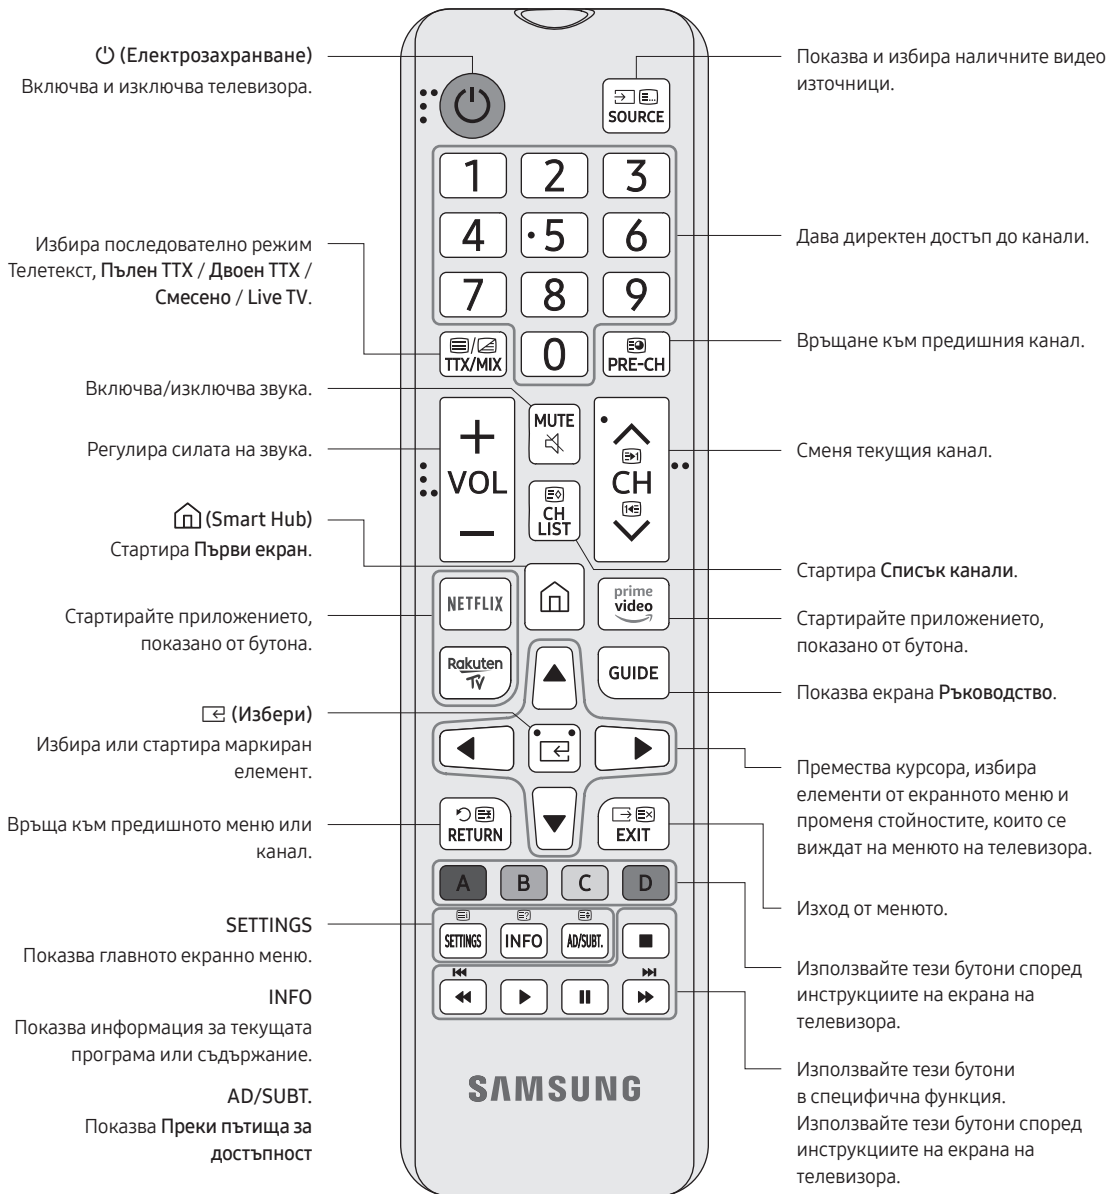 (Електрозахранване)
Включва и изключва телевизора.
Избира последователно режим
Телетекст, Пълен TTX / Двоен TTX /
Смесено / Live TV.
Включва/изключва звука.
Регулира силата на звука.
(Smart Hub)
Стартира Първи екран.
Стартирайте приложението,
показано от бутона.
(Избери)
Избира или стартира маркиран
елемент.
Връща към предишното меню или
канал.
SETTINGS
Показва главното екранно меню.
INFO
Показва информация за текущата
програма или съдържание.
AD/SUBT.
Показва Преки пътища за
достъпност
SOURCE
1 2 3
4 5 6
7 8 9
TTX/MIX 0 PRE-CH
MUTE
VOL CH
CH
LIST
NETFLIX prime
video
Rakuten
TV
GUIDE
RETURN EXIT
A B C D
SETTINGS INFO AD/SUBT.
SAMSUNG
Показва и избира наличните видео
източници.
Дава директен достъп до канали.
Връщане към предишния канал.
Сменя текущия канал.
Стартира Списък канали.
Стартирайте приложението,
показано от бутона.
Показва екрана Ръководство.
Премества курсора, избира
елементи от екранното меню и
променя стойностите, които се
виждат на менюто на телевизора.
Изход от менюто.
Използвайте тези бутони според
инструкциите на екрана на
телевизора.
Използвайте тези бутони
в специфична функция.
Използвайте тези бутони според
инструкциите на екрана на
телевизора.